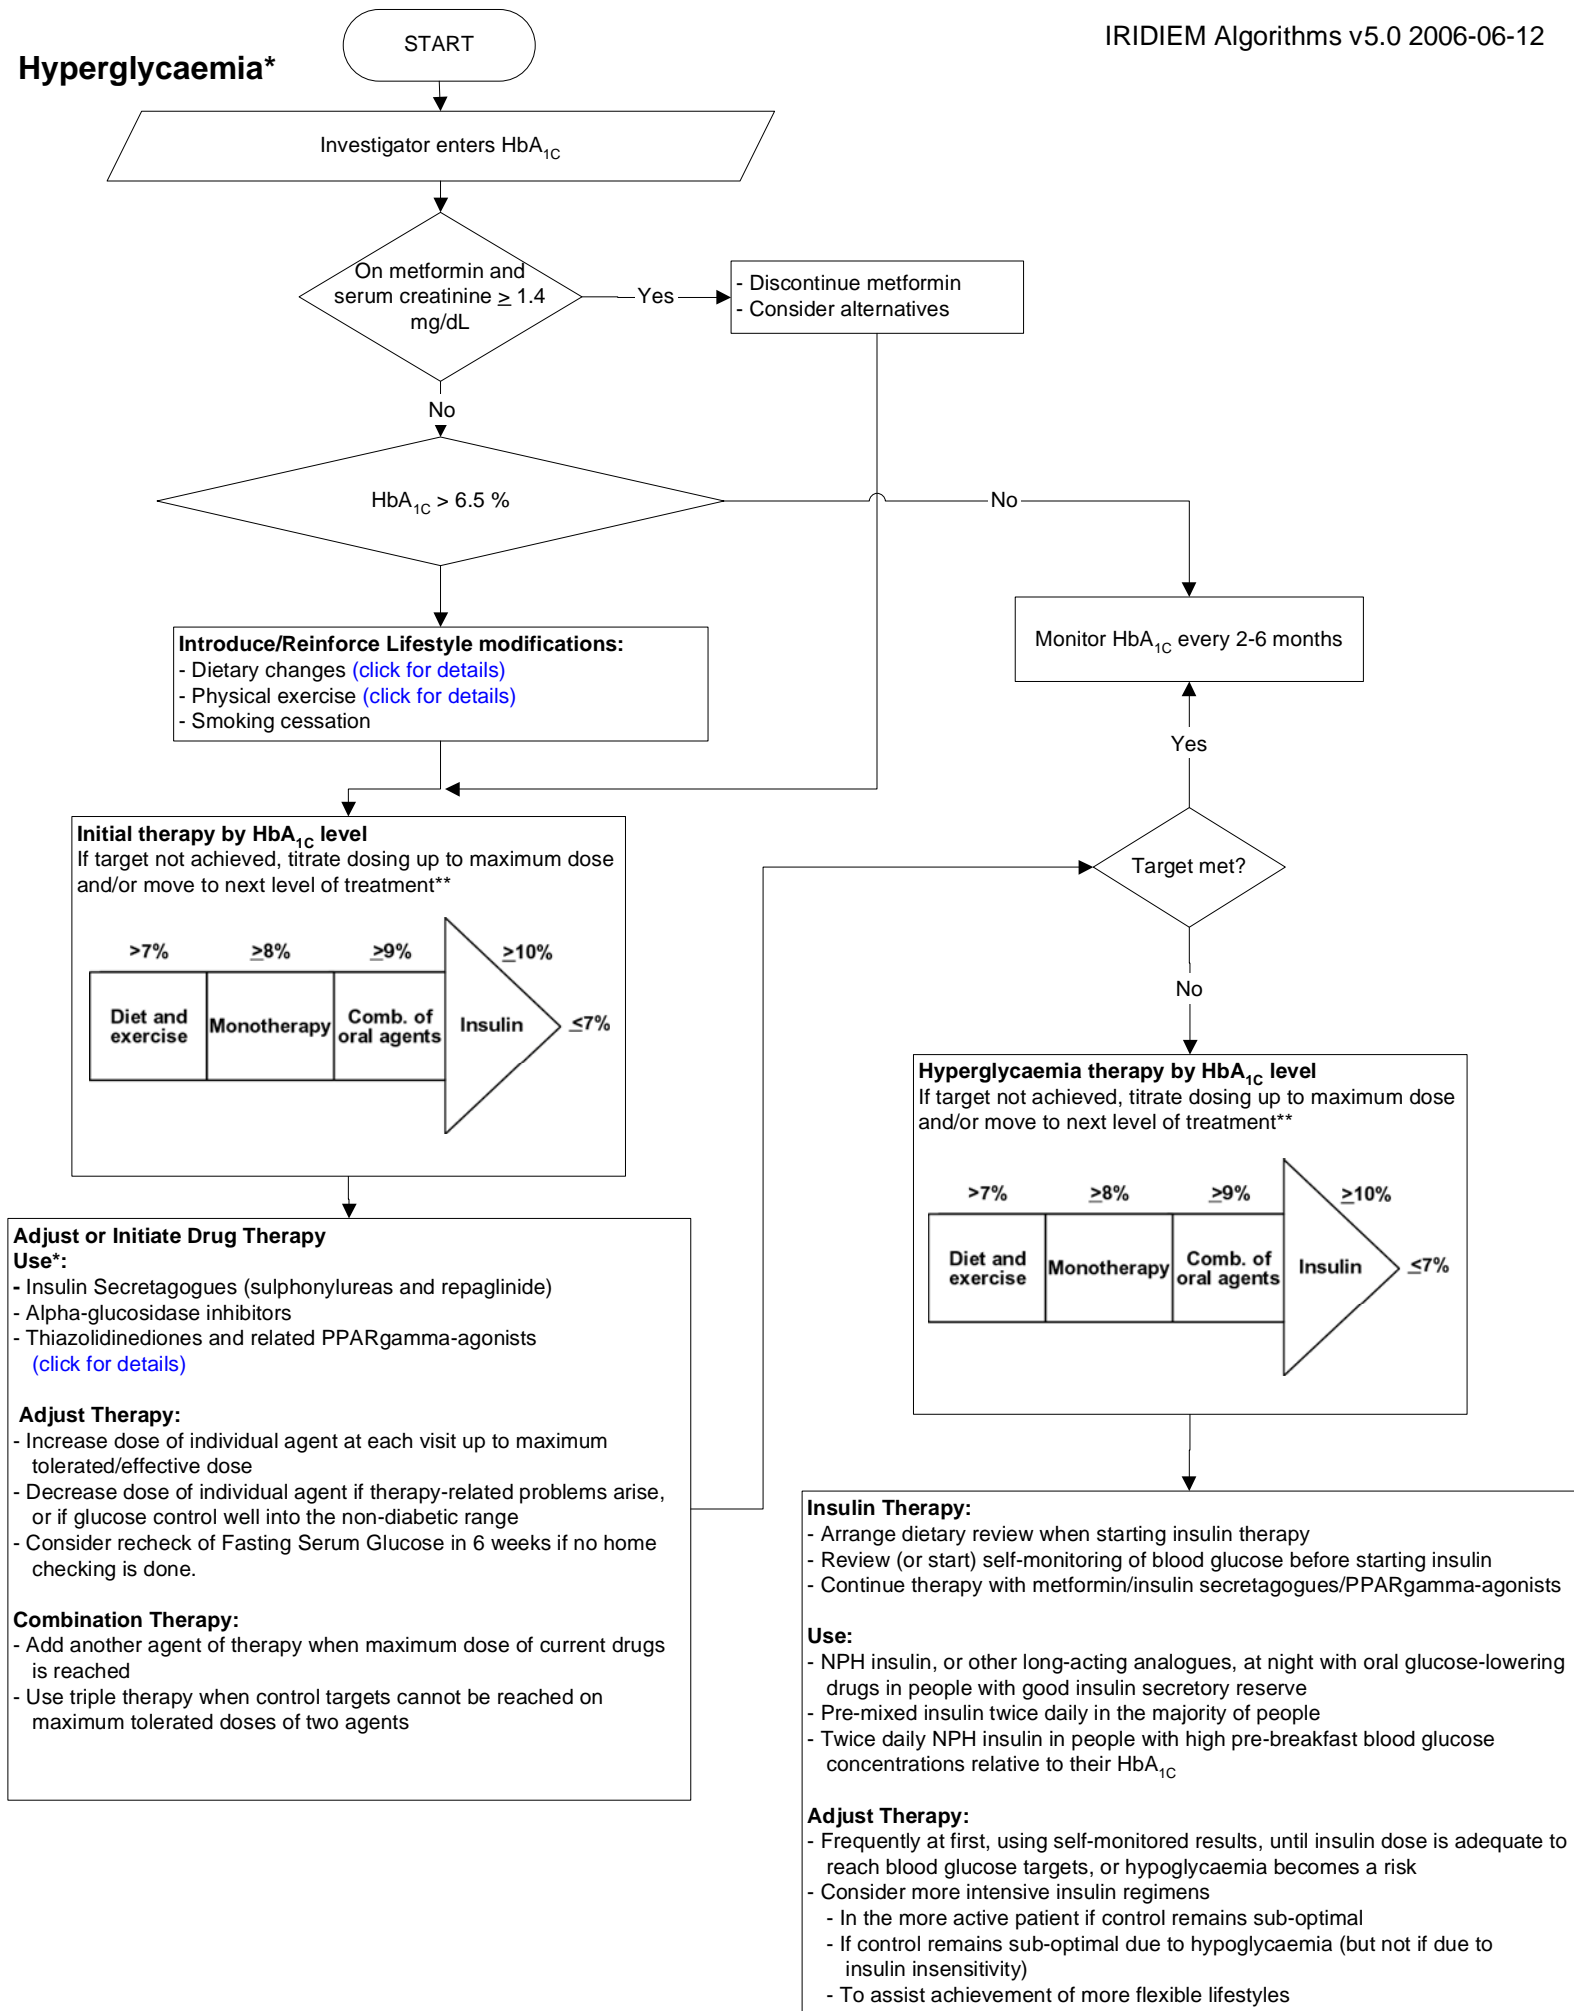 IRIDIEM Algorithms v5.0 2006-06-12
Hyperglycaemia*
START
Investigator enters HbA1C
On metformin and
serum creatinine ≥ 1.4
mg/dL
Yes
- Discontinue metformin
- Consider alternatives
No
HbA1C > 6.5 %
No
Introduce/Reinforce Lifestyle modifications:
- Dietary changes (click for details)
- Physical exercise (click for details)
- Smoking cessation
Monitor HbA1C every 2-6 months
Yes
Target met?
No
Initial therapy by HbA1C level
If target not achieved, titrate dosing up to maximum dose
and/or move to next level of treatment**
>7% ≥8% ≥9% ≥10%
Diet and
exercise
Monotherapy
Comb. of
oral agents
Insulin
≤7%
Adjust or Initiate Drug Therapy
Use*:
- Insulin Secretagogues (sulphonylureas and repaglinide)
- Alpha-glucosidase inhibitors
- Thiazolidinediones and related PPARgamma-agonists
(click for details)
Adjust Therapy:
- Increase dose of individual agent at each visit up to maximum
tolerated/effective dose
- Decrease dose of individual agent if therapy-related problems arise,
or if glucose control well into the non-diabetic range
- Consider recheck of Fasting Serum Glucose in 6 weeks if no home
checking is done.
Combination Therapy:
- Add another agent of therapy when maximum dose of current drugs
is reached
- Use triple therapy when control targets cannot be reached on
maximum tolerated doses of two agents
Hyperglycaemia therapy by HbA1C level
If target not achieved, titrate dosing up to maximum dose
and/or move to next level of treatment**
>7% ≥8% ≥9% ≥10%
Diet and
exercise
Monotherapy
Comb. of
oral agents
Insulin
≤7%
Insulin Therapy:
- Arrange dietary review when starting insulin therapy
- Review (or start) self-monitoring of blood glucose before starting insulin
- Continue therapy with metformin/insulin secretagogues/PPARgamma-agonists
Use:
- NPH insulin, or other long-acting analogues, at night with oral glucose-lowering
drugs in people with good insulin secretory reserve
- Pre-mixed insulin twice daily in the majority of people
- Twice daily NPH insulin in people with high pre-breakfast blood glucose
concentrations relative to their HbA1C
Adjust Therapy:
- Frequently at first, using self-monitored results, until insulin dose is adequate to
reach blood glucose targets, or hypoglycaemia becomes a risk
- Consider more intensive insulin regimens
- In the more active patient if control remains sub-optimal
- If control remains sub-optimal due to hypoglycaemia (but not if due to
insulin insensitivity)
- To assist achievement of more flexible lifestyles